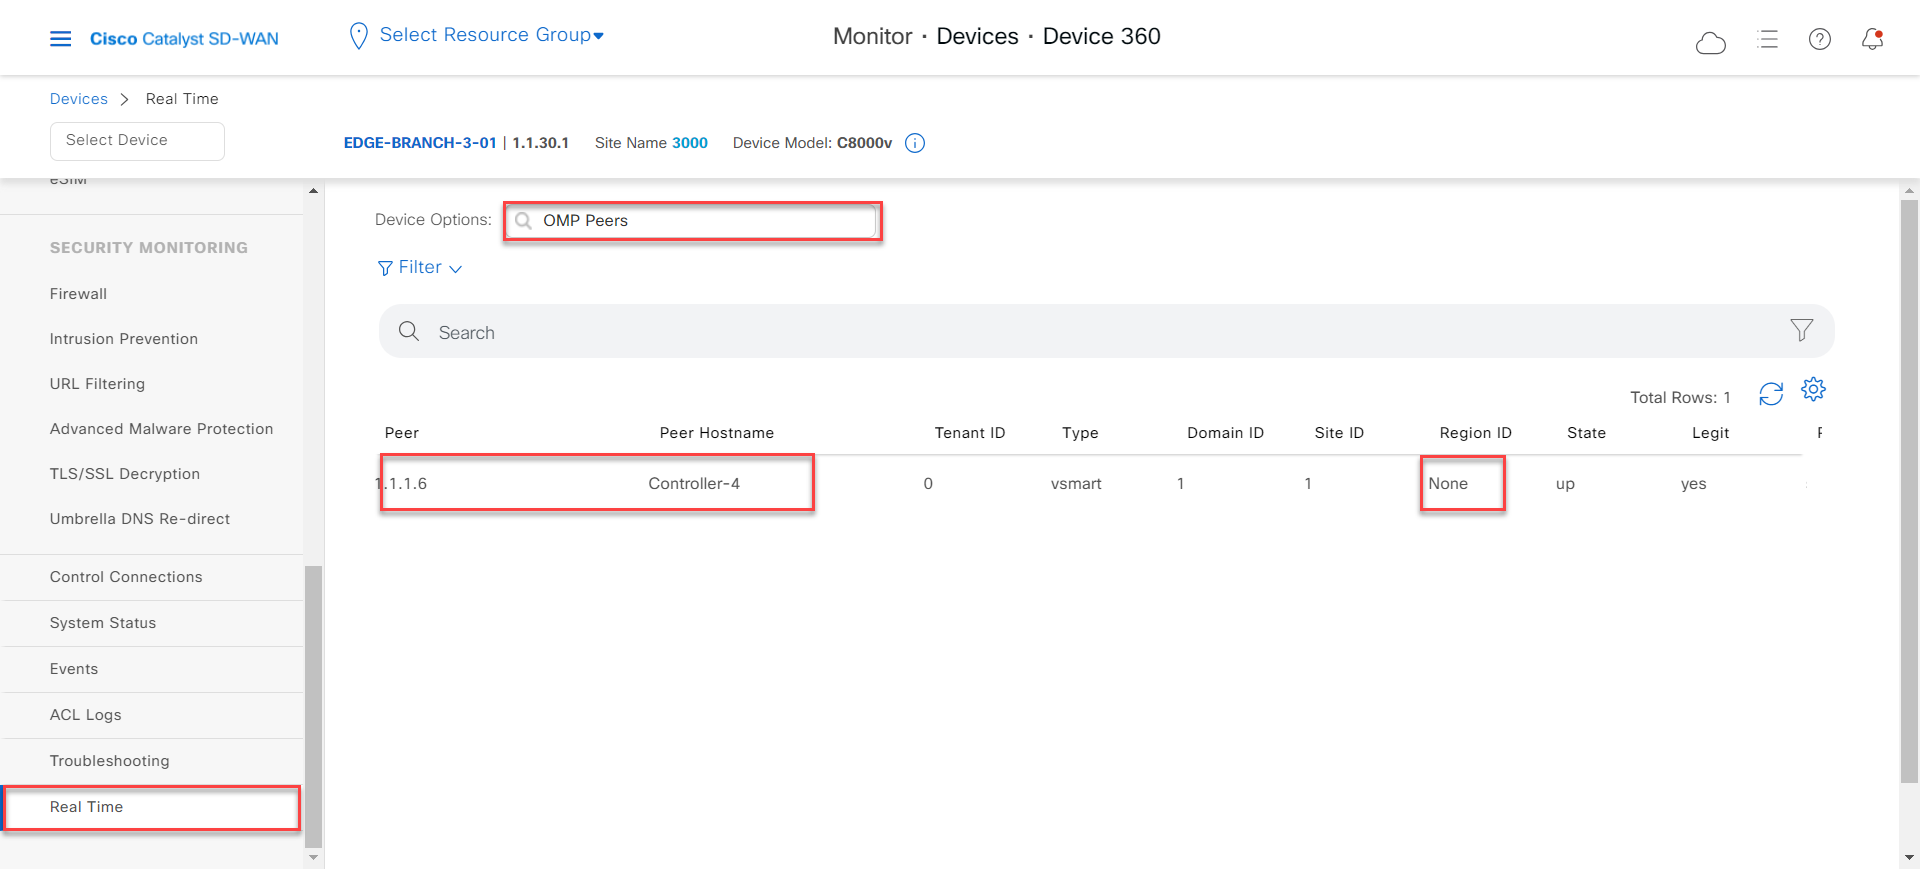 Cisco Catalyst SD-WAN
Select Resource Group
Monitor · Devices · Device 360
Devices > Real Time
Select Device
EDGE-BRANCH-3-01 | 1.1.30.1 Site Name 3000 Device Model: C8000v
eSIM
SECURITY MONITORING
Firewall
Intrusion Prevention
URL Filtering
Advanced Malware Protection
TLS/SSL Decryption
Umbrella DNS Re-direct
Control Connections
System Status
Events
ACL Logs
Troubleshooting
Real Time
Device Options: OMP Peers
Filter
Search
Total Rows: 1
Peer Peer Hostname Tenant ID Type Domain ID Site ID Region ID State Legit
1.1.1.6 Controller-4 0 vsmart 1 1 None up yes